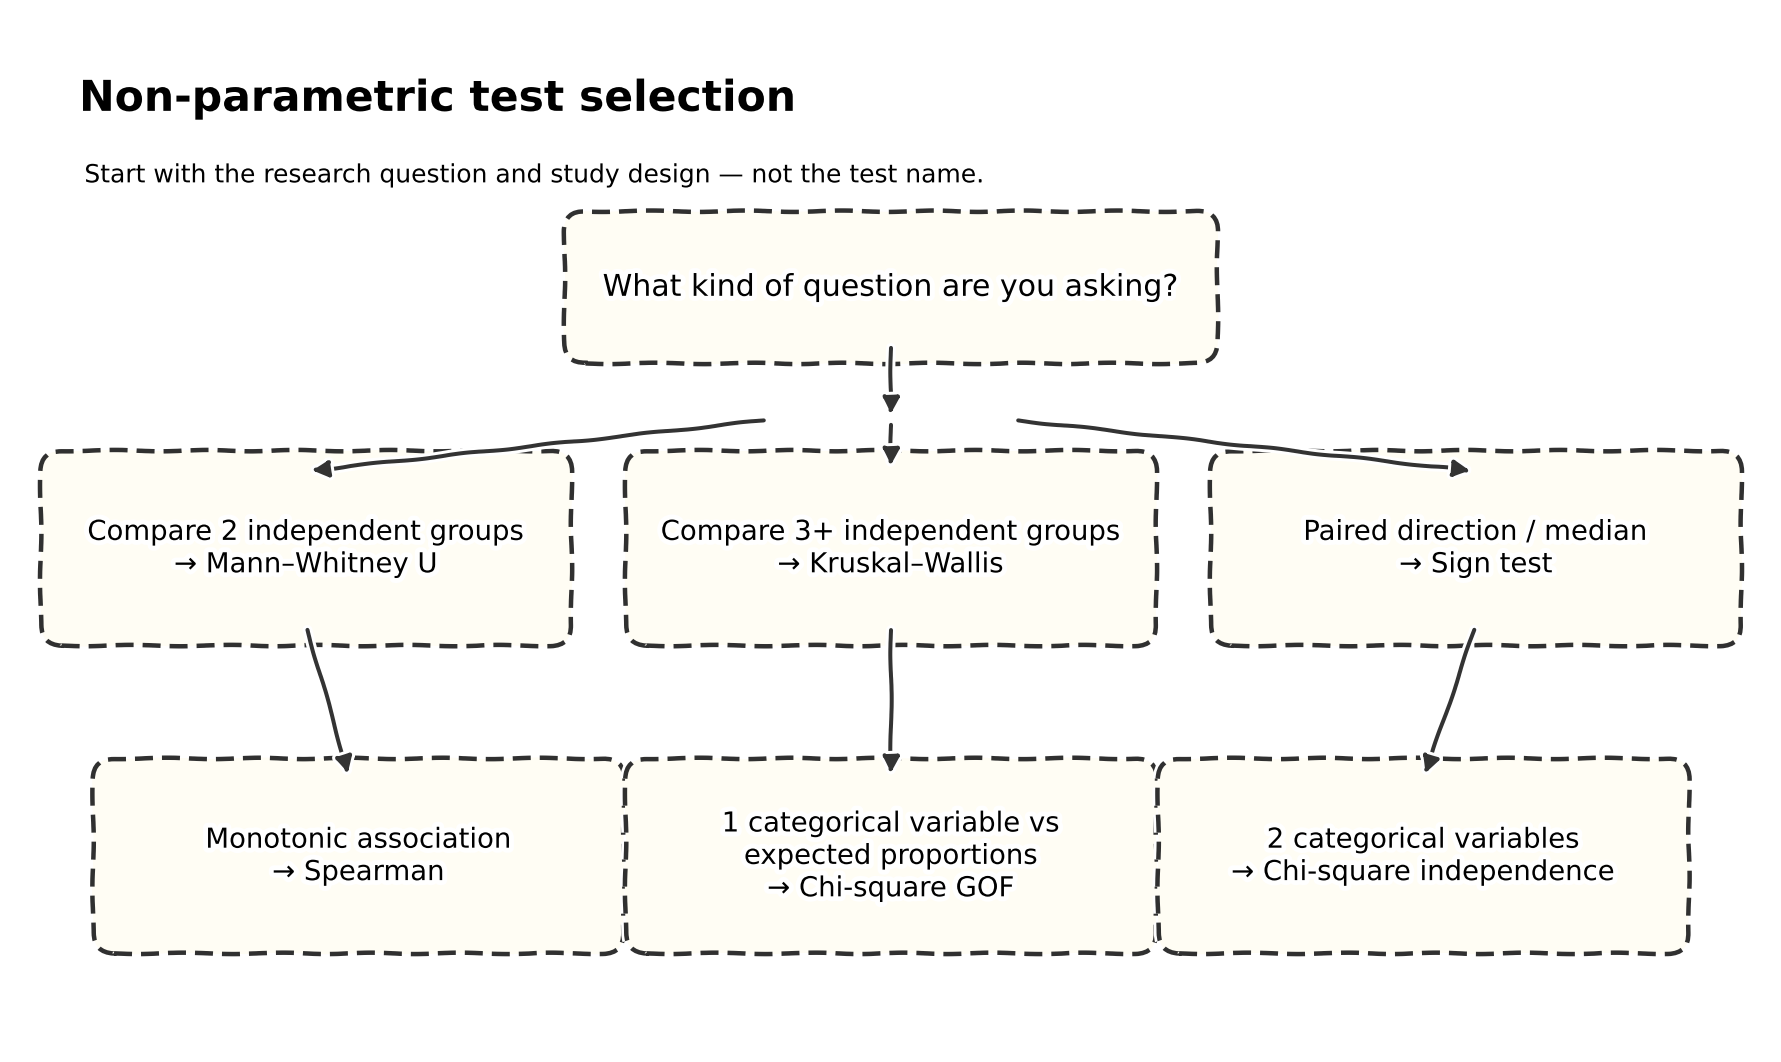 Non-parametric test selection
Start with the research question and study design — not the test name.
What kind of question are you asking?
Compare 2 independent groups
→ Mann–Whitney U
Compare 3+ independent groups
→ Kruskal–Wallis
Paired direction / median
→ Sign test
Monotonic association
→ Spearman
1 categorical variable vs
expected proportions
→ Chi-square GOF
2 categorical variables
→ Chi-square independence